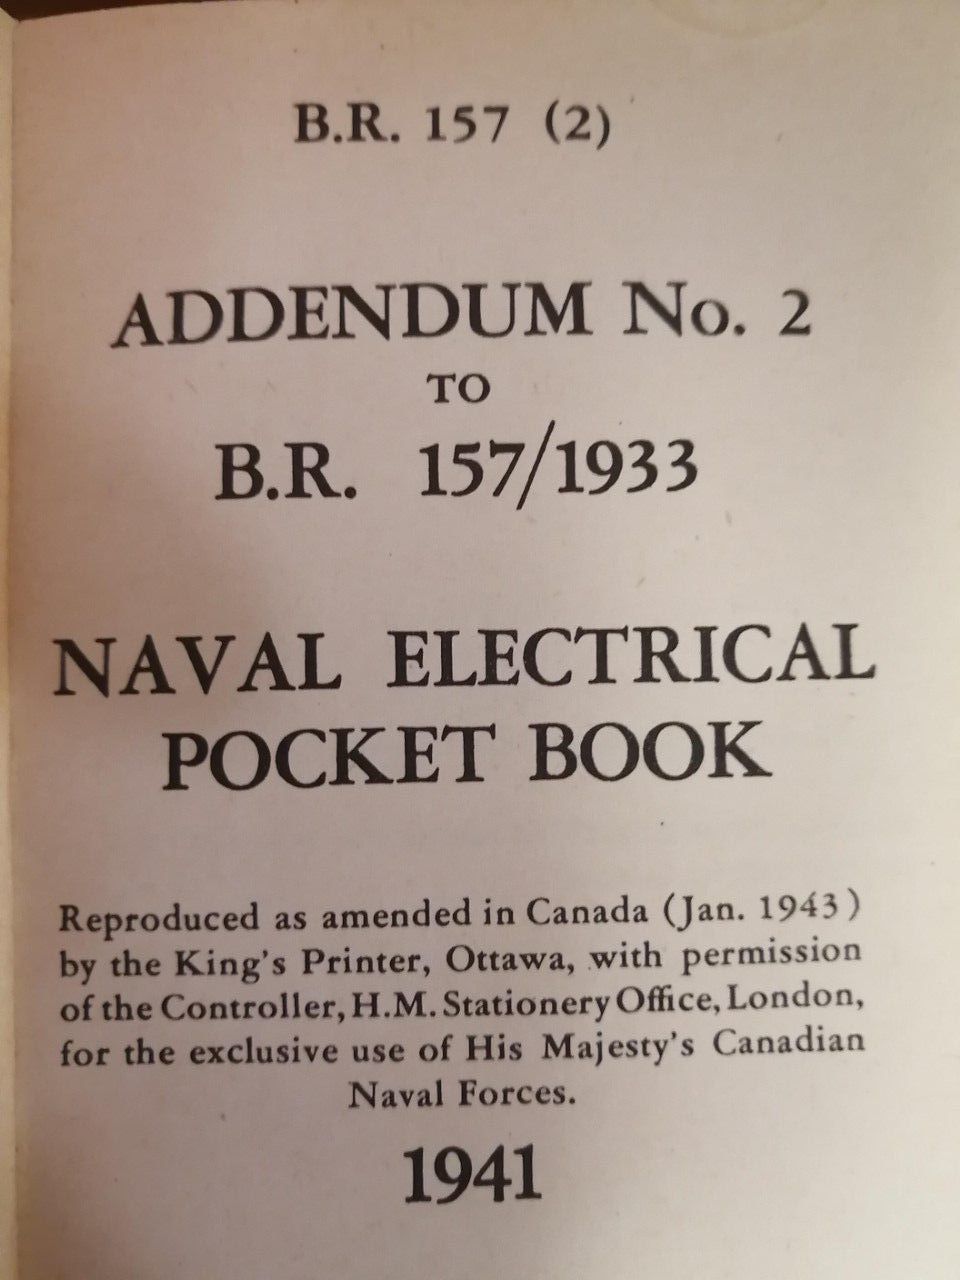 B.R. 157 (2)
ADDENDUM No. 2
TO
B.R. 157/1933
NAVAL ELECTRICAL
POCKET BOOK
Reproduced as amended in Canada (Jan. 1943)
by the King's Printer, Ottawa, with permission
of the Controller, H.M. Stationery Office, London,
for the exclusive use of His Majesty's Canadian
Naval Forces.
1941